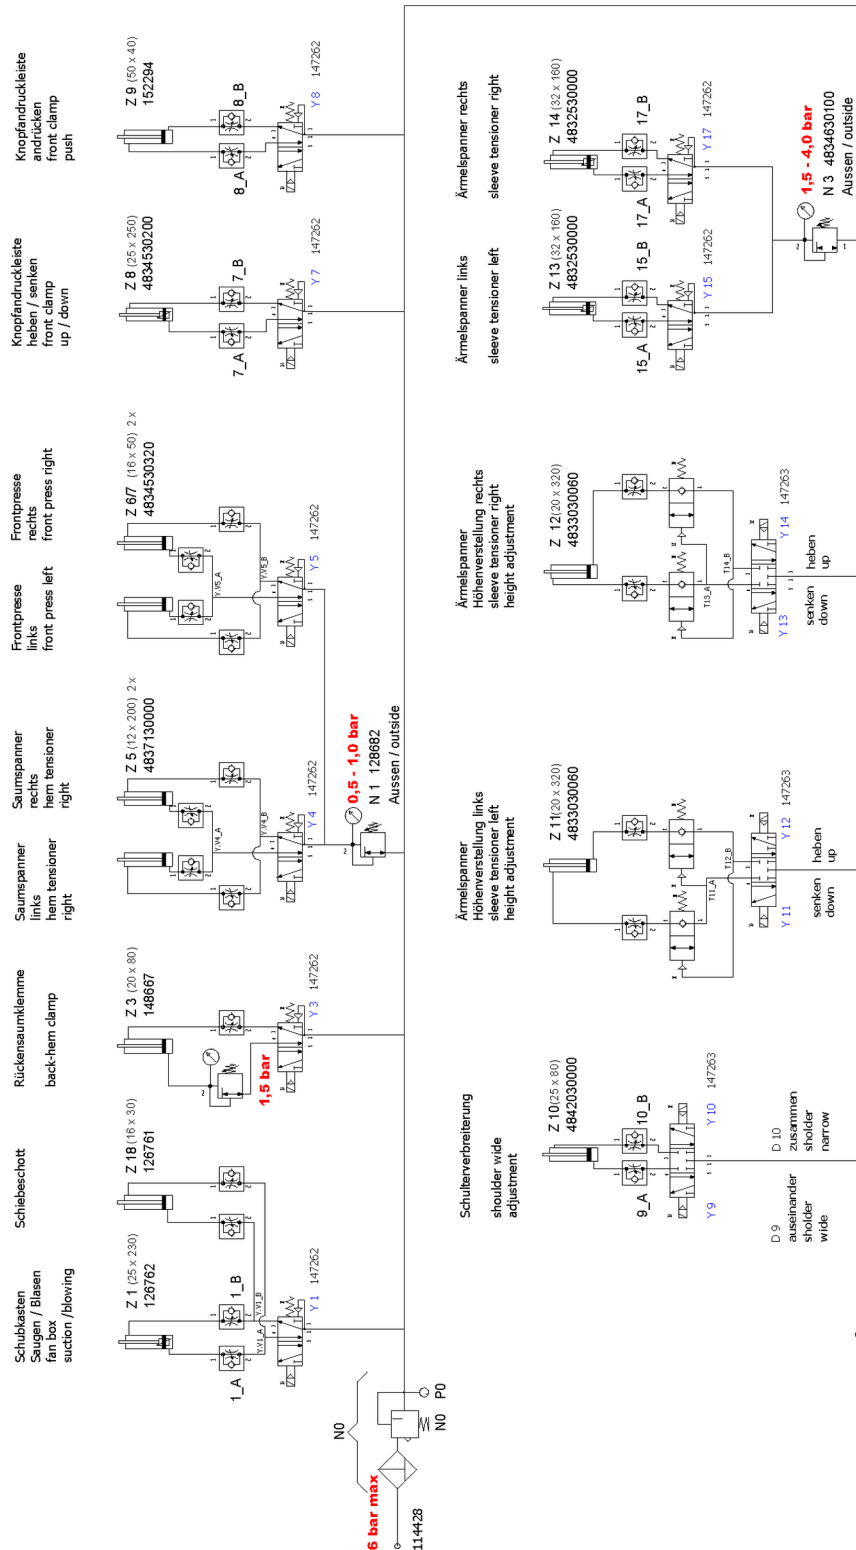 Schubkasten
Saugen / Blasen
fan box
suction /blowing
Z 1 (25 x 230)
126762
1_A
1_B
Y.V1_A
Y.V1_B
Y 1
147262
Schiebeschott
Z 18 (16 x 30)
126761
Rückensaumklemme
back-hem clamp
Z 3 (20 x 80)
148667
1,5 bar
Y 3
147262
Saumspanner
links
hem tensioner
right
Saumspanner
rechts
hem tensioner
right
Z 5 (12 x 200) 2 x
4837130000
Y.V4_A
Y.V4_B
Y 4
147262
0,5 - 1,0 bar
N 1 128682
Aussen / outside
Frontpresse
links
front press left
Frontpresse
rechts
front press right
Z 6/7 (16 x 50) 2 x
4834530320
Y.V5_A
Y.V5_B
Y 5
147262
Knopfandruckleiste
heben / senken
front clamp
up / down
Z 8 (25 x 250)
4834530200
7_A
7_B
Y 7
147262
Knopfandruckleiste
andrücken
front clamp
push
Z 9 (50 x 40)
152294
8_A
8_B
Y 8
147262
N0
6 bar max
114428
N0
P0
Schulterverbreiterung
shoulder wide
adjustment
Z 10(25 x 80)
4842030000
9_A
10_B
Y 9
Y 10
147263
D 9
auseinander
sholder
wide
D 10
zusammen
sholder
narrow
Ärmelspanner
Höhenverstellung links
sleeve tensioner left
height adjustment
Z 11(20 x 320)
4833030060
T11_A
T12_B
Y 11
Y 12
147263
senken
down
heben
up
Ärmelspanner
Höhenverstellung rechts
sleeve tensioner right
height adjustment
Z 12(20 x 320)
4833030060
T13_A
T14_B
Y 13
Y 14
147263
senken
down
heben
up
Ärmelspanner links
sleeve tensioner left
Z 13 (32 x 160)
4832530000
15_A
15_B
Y 15
147262
Ärmelspanner rechts
sleeve tensioner right
Z 14 (32 x 160)
4832530000
17_A
17_B
Y 17
147262
1,5 - 4,0 bar
N 3 4834630100
Aussen / outside